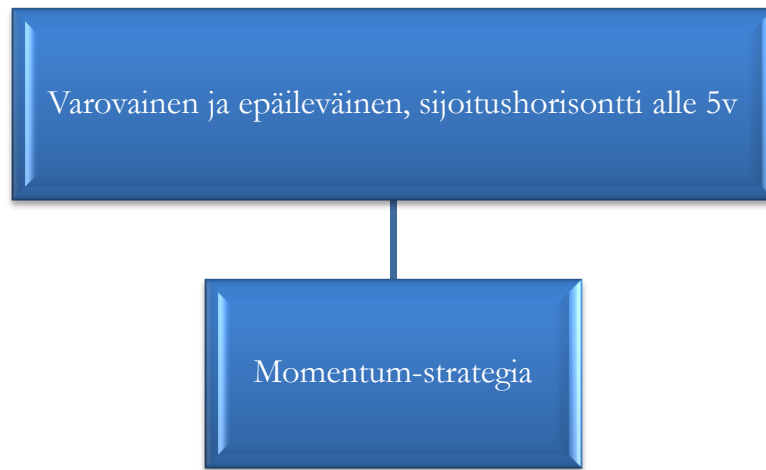 Varovainen ja epäileväinen, sijoitushorisontti alle 5v
Momentum-strategia